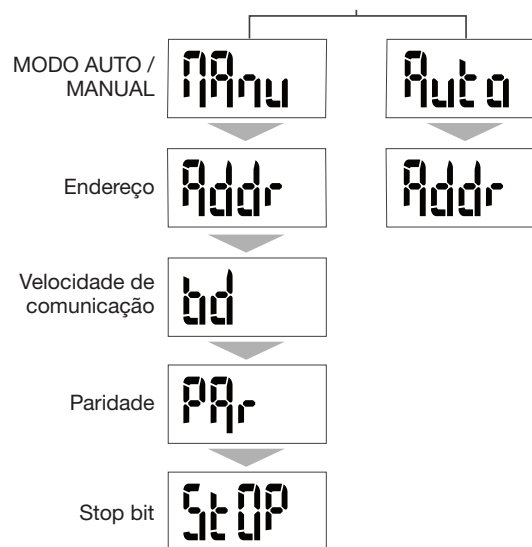 MODO AUTO /
MANUAL
MAnu
Auto
Endereço
Addr
Addr
Velocidade de
comunicação
bd
Paridade
PAr
Stop bit
StOP